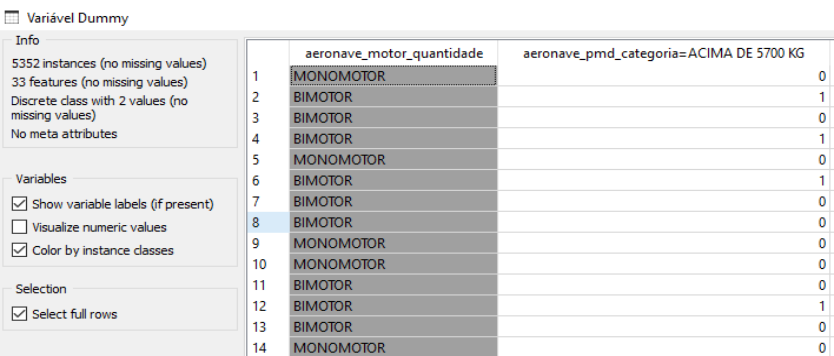 Variável Dummy
Info
5352 instances (no missing values)
33 features (no missing values)
Discrete class with 2 values (no
missing values)
No meta attributes
Variables
Show variable labels (if present)
Visualize numeric values
Color by instance classes
Selection
Select full rows
aeronave_motor_quantidade aeronave_pmd_categoria=ACIMA DE 5700 KG
1 MONOMOTOR 0
2 BIMOTOR 1
3 BIMOTOR 0
4 BIMOTOR 1
5 MONOMOTOR 0
6 BIMOTOR 1
7 BIMOTOR 0
8 BIMOTOR 0
9 MONOMOTOR 0
10 MONOMOTOR 0
11 BIMOTOR 0
12 BIMOTOR 1
13 BIMOTOR 0
14 MONOMOTOR 0